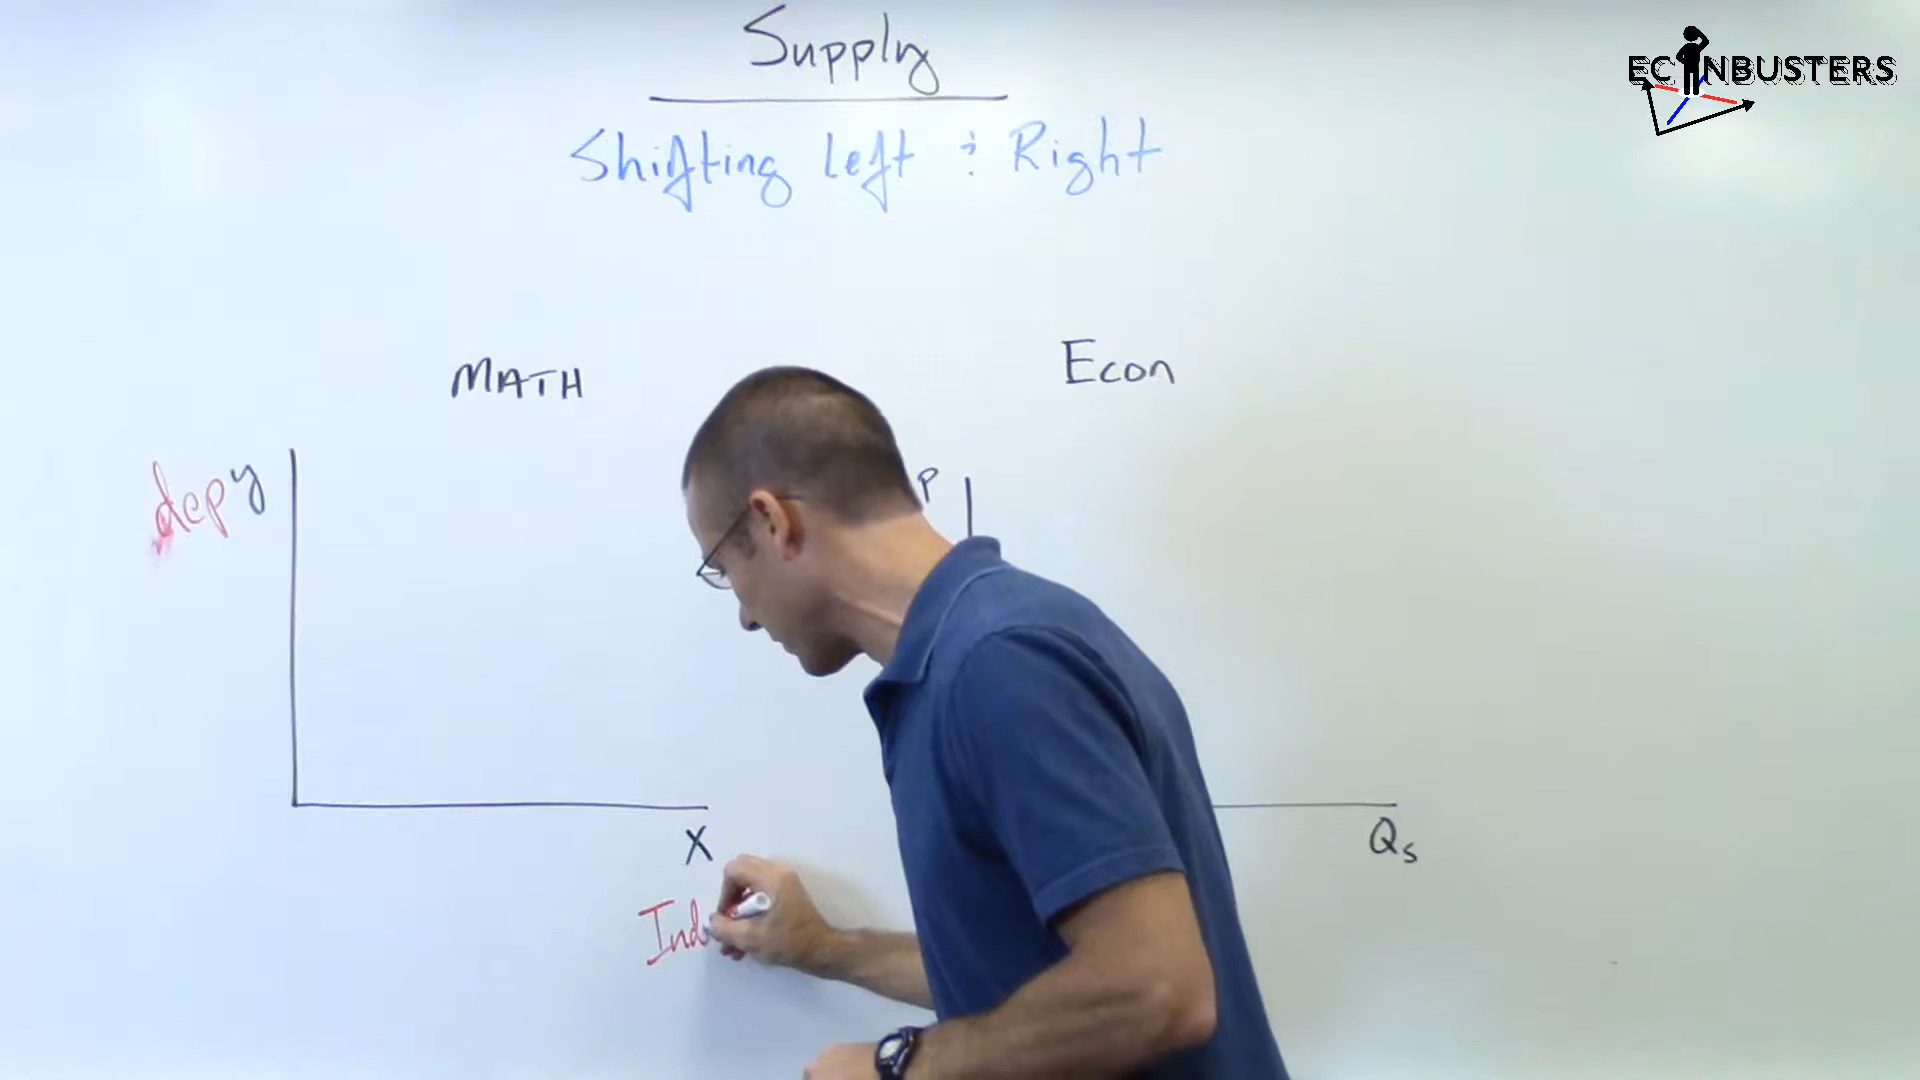 Supply
ECONBUSTERS
Shifting Left & Right
MATH
Econ
dep y
P
X
Qs
Ind